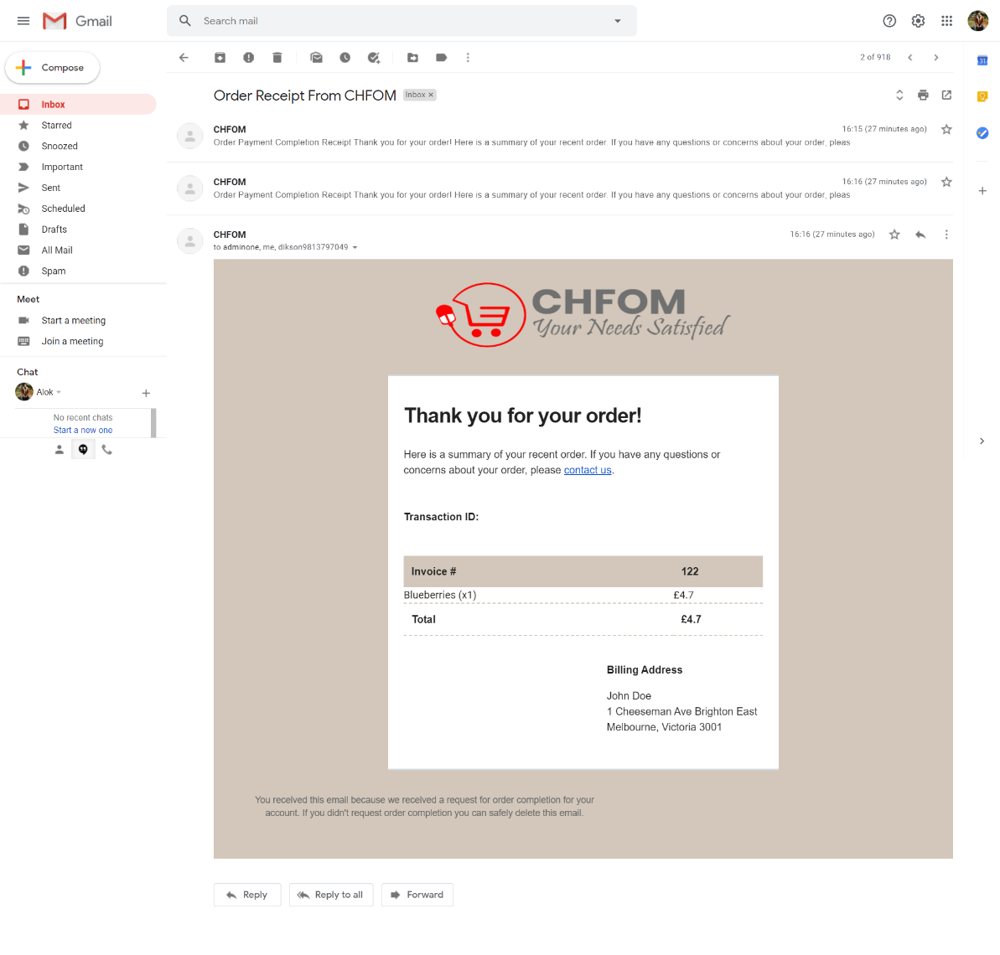 Gmail
Search mail
Compose
2 of 918
31
Inbox
Starred
Snoozed
Important
Sent
Scheduled
Drafts
All Mail
Spam
Meet
Start a meeting
Join a meeting
Chat
Alok
No recent chats
Start a new one
Order Receipt From CHFOM
Inbox ×
CHFOM
16:15 (27 minutes ago)
Order Payment Completion Receipt Thank you for your order! Here is a summary of your recent order. If you have any questions or concerns about your order, pleas
CHFOM
16:16 (27 minutes ago)
Order Payment Completion Receipt Thank you for your order! Here is a summary of your recent order. If you have any questions or concerns about your order, pleas
CHFOM
16:16 (27 minutes ago)
to adminone, me, dikson9813797049
CHFOM
Your Needs Satisfied
Thank you for your order!
Here is a summary of your recent order. If you have any questions or
concerns about your order, please contact us.
Transaction ID:
Invoice # 122
Blueberries (x1) £4.7
Total £4.7
Billing Address
John Doe
1 Cheeseman Ave Brighton East
Melbourne, Victoria 3001
You received this email because we received a request for order completion for your
account. If you didn't request order completion you can safely delete this email.
Reply
Reply to all
Forward